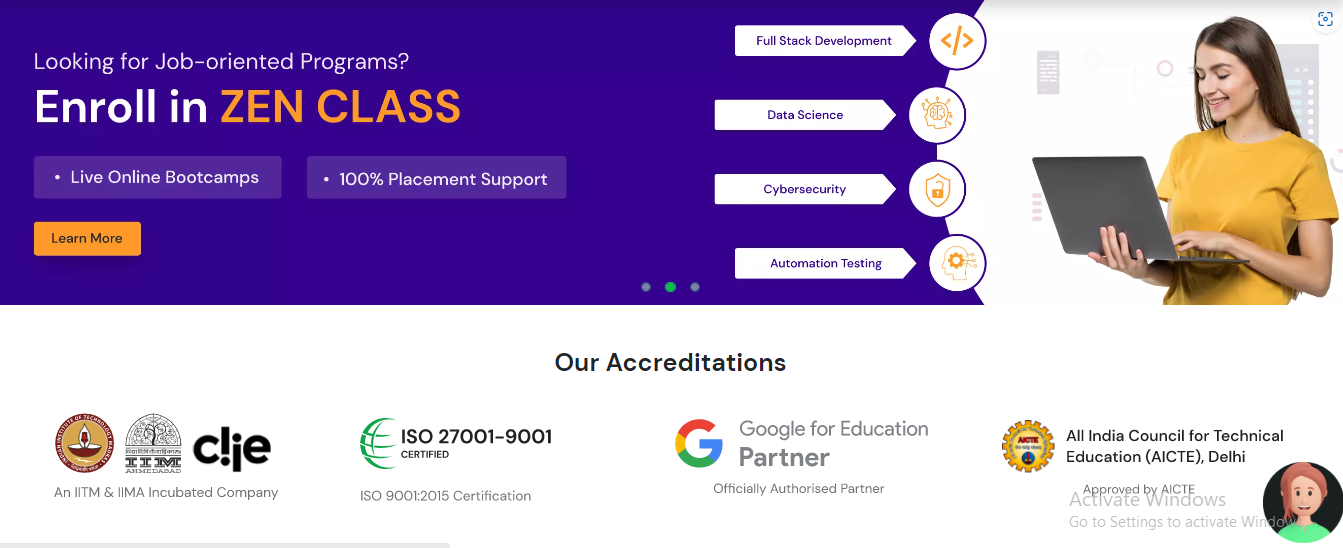 Looking for Job-oriented Programs?
Enroll in ZEN CLASS
• Live Online Bootcamps
• 100% Placement Support
Learn More
Full Stack Development
</>
Data Science
Cybersecurity
Automation Testing
Our Accreditations
IIM
AHMEDABAD
An IITM & IIMA Incubated Company
ISO 27001-9001
CERTIFIED
ISO 9001:2015 Certification
Google for Education
Partner
Officially Authorised Partner
AICTE
All India Council for Technical
Education (AICTE), Delhi
Approved by AICTE
Activate Windows
Go to Settings to activate Windows